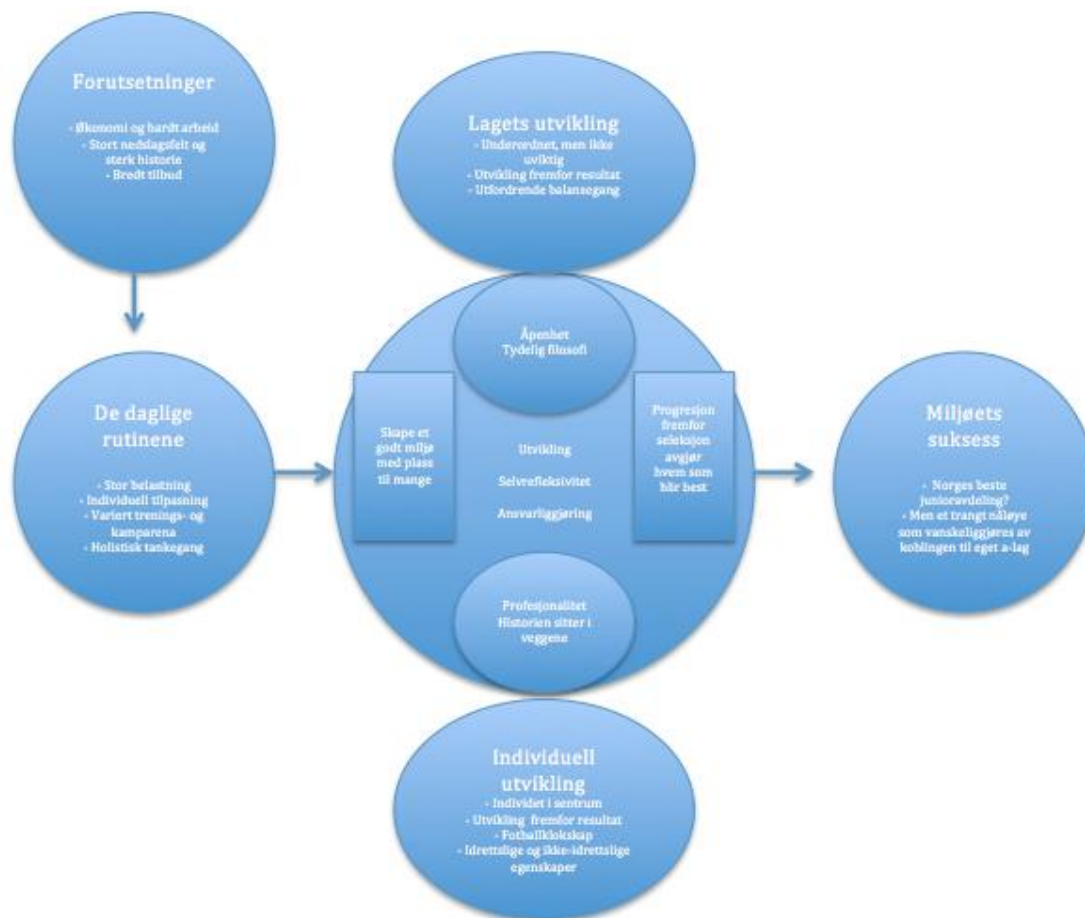 Forutsetninger
- Økonomi og hardt arbeid
- Stort nedslagsfelt og
sterk historie
- Bredt tilbud
Lagets utvikling
- Underordnet, men ikke
uviktig
- Utvikling fremfor resultat
- Utfordrende balansegang
De daglige
rutinene
- Stor belastning
- Individuell tilpasning
- Variert trenings- og
kamparena
- Holistisk tankegang
Skape et
godt miljø
med plass
til mange
Åpenhet
Tydelig filosofi
Utvikling
Selvrefleksivitet
Ansvarliggjøring
Profesjonalitet
Historien sitter i
veggene
Progresjon
fremfor
seleksjon
avgjør
hvem som
blir best
Miljøets
suksess
- Norges beste
junioravdeling?
- Men et trangt nåløye
som vanskeliggjøres av
koblingen til eget a-lag
Individuell
utvikling
- Individet i sentrum
- Utvikling fremfor resultat
- Fotballklokskap
- Idrettslige og ikke-idrettslige
egenskaper